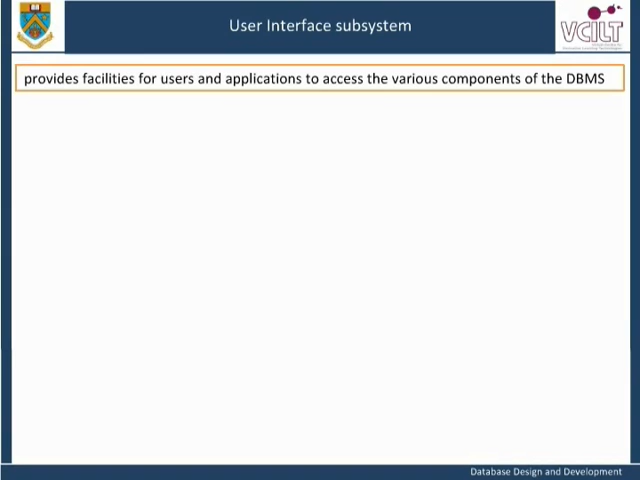 User Interface subsystem
VCILT
provides facilities for users and applications to access the various components of the DBMS
Database Design and Development